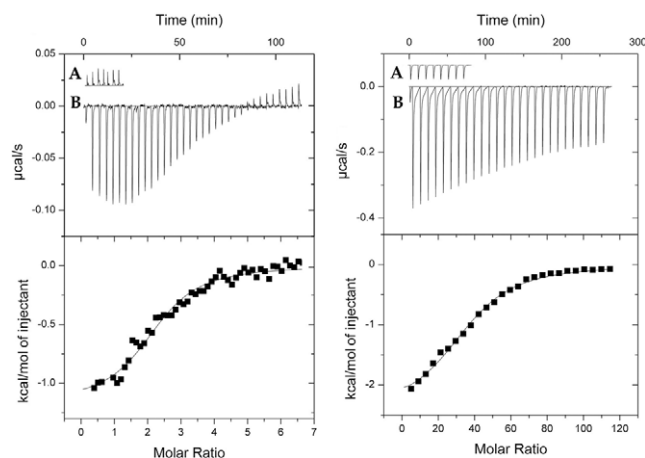 Time (min)
0 50 100
0.05
0.00
-0.05
-0.10
µcal/s
A
B
0.0
-0.5
-1.0
kcal/mol of injectant
0 1 2 3 4 5 6 7
Molar Ratio
Time (min)
0 100 200 300
0.0
-0.2
-0.4
µcal/s
A
B
0
-1
-2
kcal/mol of injectant
0 20 40 60 80 100 120
Molar Ratio